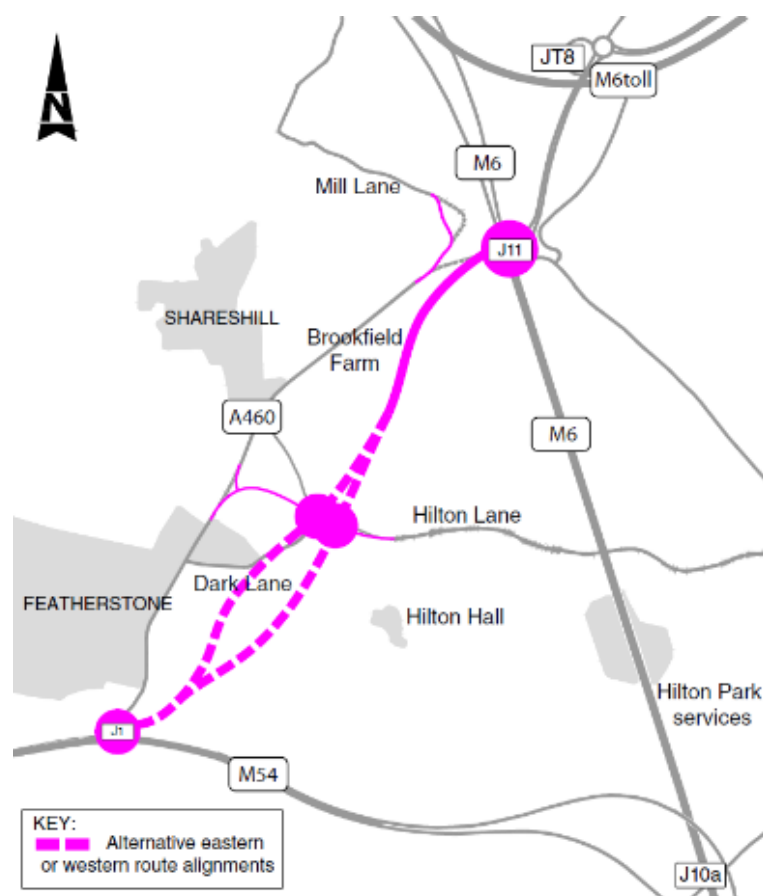 N
JT8
M6toll
M6
Mill Lane
J11
SHARESHILL
Brookfield
Farm
A460
M6
Hilton Lane
Dark Lane
FEATHERSTONE
Hilton Hall
Hilton Park
services
J1
M54
KEY:
Alternative eastern
or western route alignments
J10a